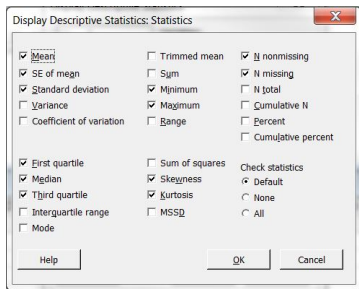 Display Descriptive Statistics: Statistics
Mean
SE of mean
Standard deviation
Variance
Coefficient of variation
Trimmed mean
Sum
Minimum
Maximum
Range
N nonmissing
N missing
N total
Cumulative N
Percent
Cumulative percent
First quartile
Median
Third quartile
Interquartile range
Mode
Sum of squares
Skewness
Kurtosis
MSSD
Check statistics
Default
None
All
Help
OK
Cancel